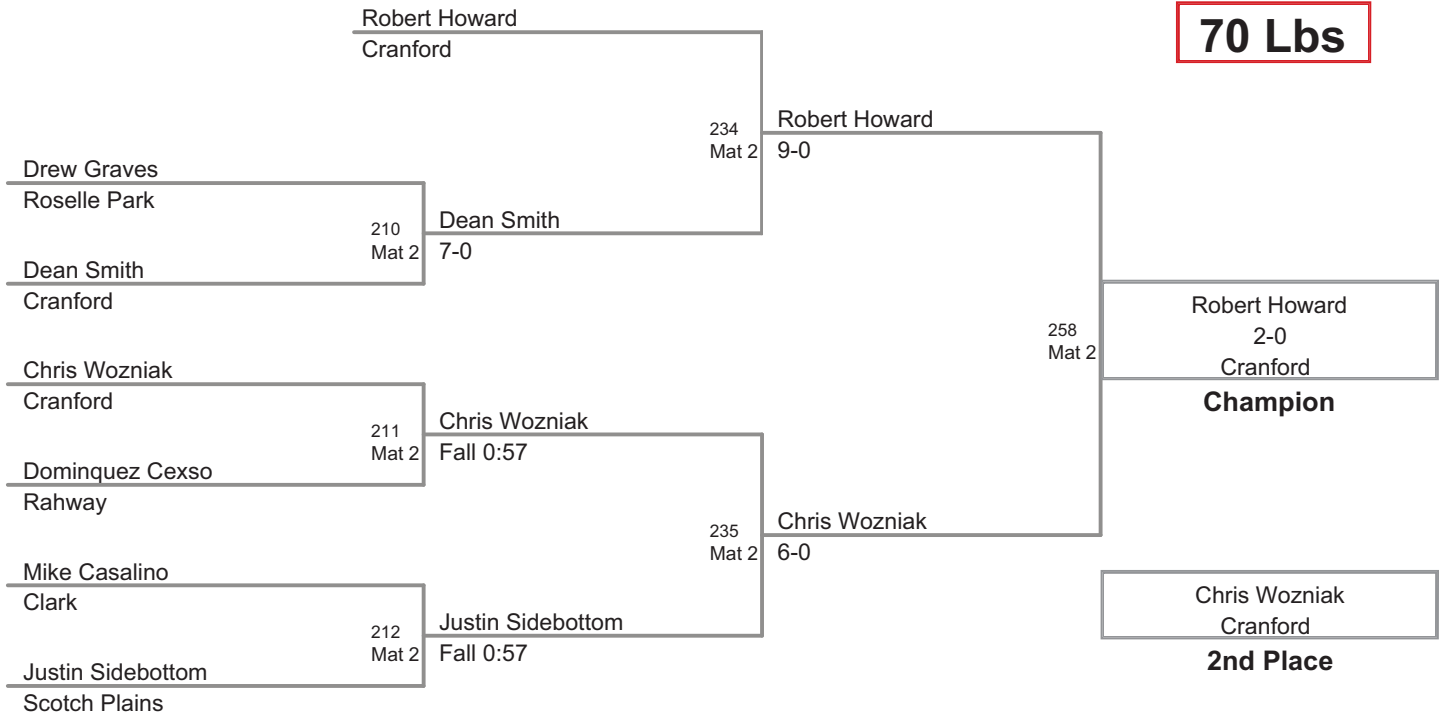 Robert Howard
Cranford
70 Lbs
234
Mat 2
Robert Howard
9-0
Drew Graves
Roselle Park
210
Mat 2
Dean Smith
7-0
Dean Smith
Cranford
258
Mat 2
Robert Howard
2-0
Cranford
Champion
Chris Wozniak
Cranford
211
Mat 2
Chris Wozniak
Fall 0:57
Dominquez Cexso
Rahway
235
Mat 2
Chris Wozniak
6-0
Mike Casalino
Clark
212
Mat 2
Justin Sidebottom
Fall 0:57
Justin Sidebottom
Scotch Plains
Chris Wozniak
Cranford
2nd Place